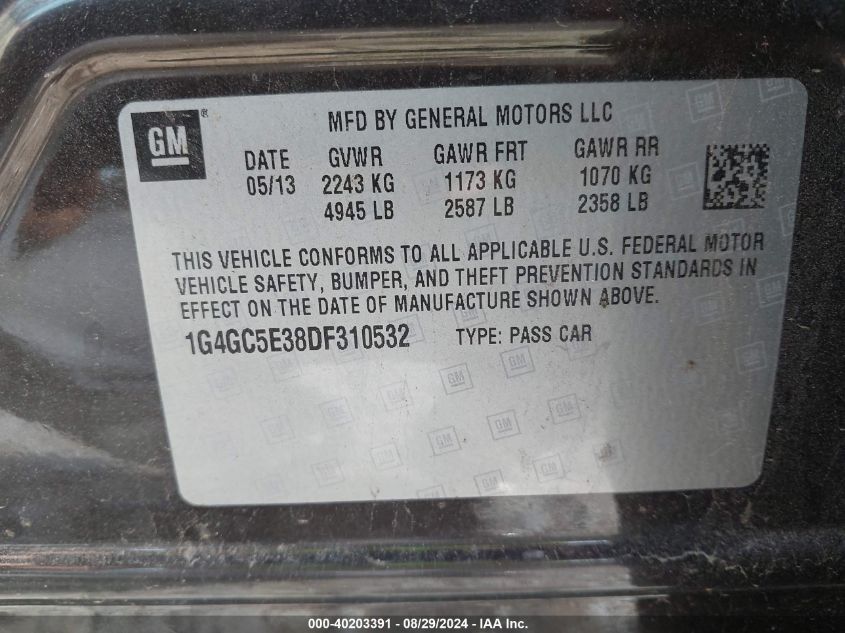 GM ® MFD BY GENERAL MOTORS LLC
DATE GVWR GAWR FRT GAWR RR
05/13 2243 KG 1173 KG 1070 KG
4945 LB 2587 LB 2358 LB
THIS VEHICLE CONFORMS TO ALL APPLICABLE U.S. FEDERAL MOTOR
VEHICLE SAFETY, BUMPER, AND THEFT PREVENTION STANDARDS IN
EFFECT ON THE DATE OF MANUFACTURE SHOWN ABOVE.
1G4GC5E38DF310532 TYPE: PASS CAR
000-40203391 - 08/29/2024 - IAA Inc.